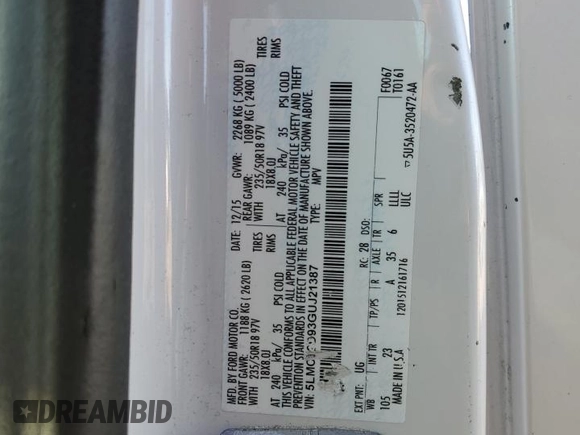 MFD. BY FORD MOTOR CO.
DATE: 12/15 GVWR: 2268 KG ( 5000 LB)
FRONT GAWR: 1188 KG ( 2620 LB) REAR GAWR: 1089 KG ( 2400 LB)
WITH 235/50R18 97V TIRES WITH 235/50R18 97V TIRES
18X8.0J RIMS 18X8.0J RIMS
AT 240 kPa/ 35 PSI COLD AT 240 kPa/ 35 PSI COLD
THIS VEHICLE CONFORMS TO ALL APPLICABLE FEDERAL MOTOR VEHICLE SAFETY AND THEFT
PREVENTION STANDARDS IN EFFECT ON THE DATE OF MANUFACTURE SHOWN ABOVE.
VIN: TYPE: MPV
F0067
T0161
EXT PNT: UG RC: 28 DSO:
WB INT TR TP/PS R AXLE TR SPR
105 23 A 35 6 LLLL
ULC
1201512161716
MADE IN U.S.A
5U5A-3520472-AA
DREAMBID